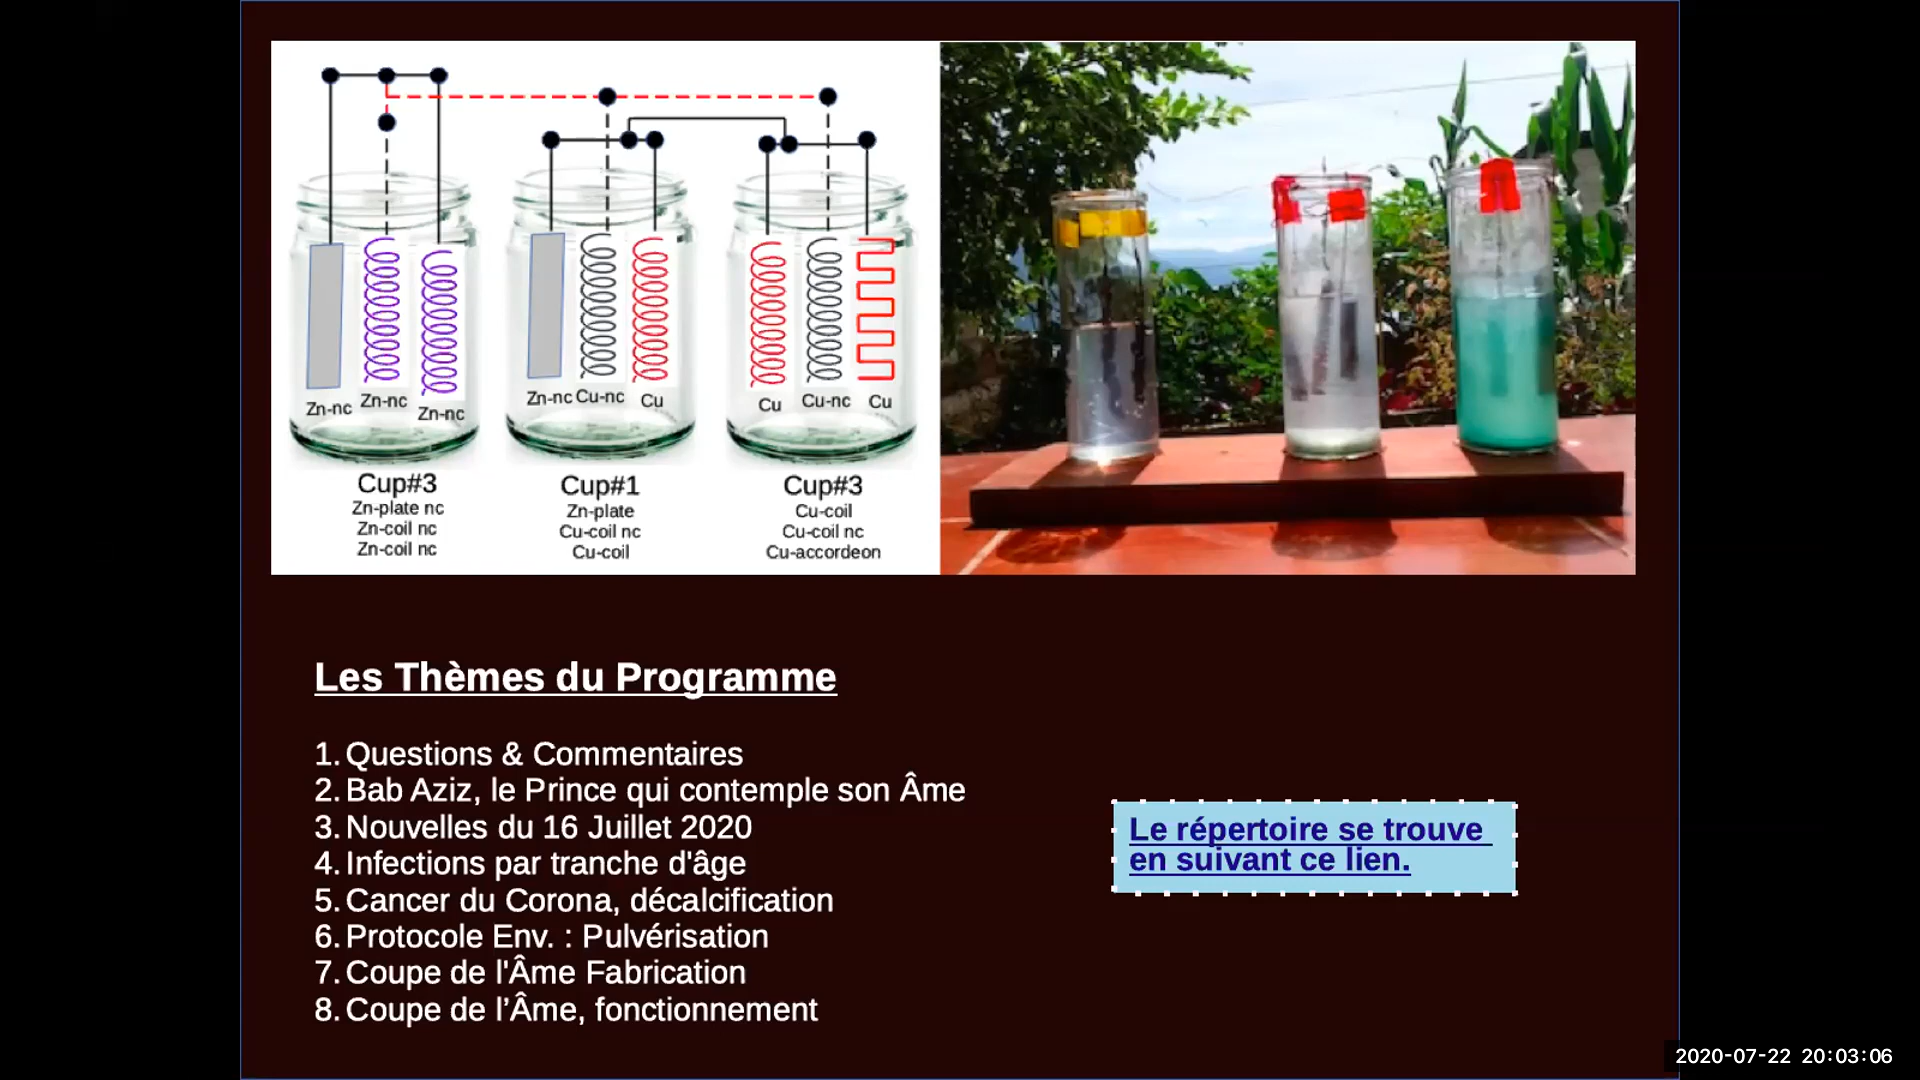 Zn-nc Zn-nc Zn-nc
Zn-nc Cu-nc Cu
Cu Cu-nc Cu
Cup#3
Zn-plate nc
Zn-coil nc
Zn-coil nc
Cup#1
Zn-plate
Cu-coil nc
Cu-coil
Cup#3
Cu-coil
Cu-coil nc
Cu-accordeon
Les Thèmes du Programme
1. Questions & Commentaires
2. Bab Aziz, le Prince qui contemple son Âme
3. Nouvelles du 16 Juillet 2020
4. Infections par tranche d'âge
5. Cancer du Corona, décalcification
6. Protocole Env. : Pulvérisation
7. Coupe de l'Âme Fabrication
8. Coupe de l’Âme, fonctionnement
Le répertoire se trouve
en suivant ce lien.
2020-07-22 20:03:06